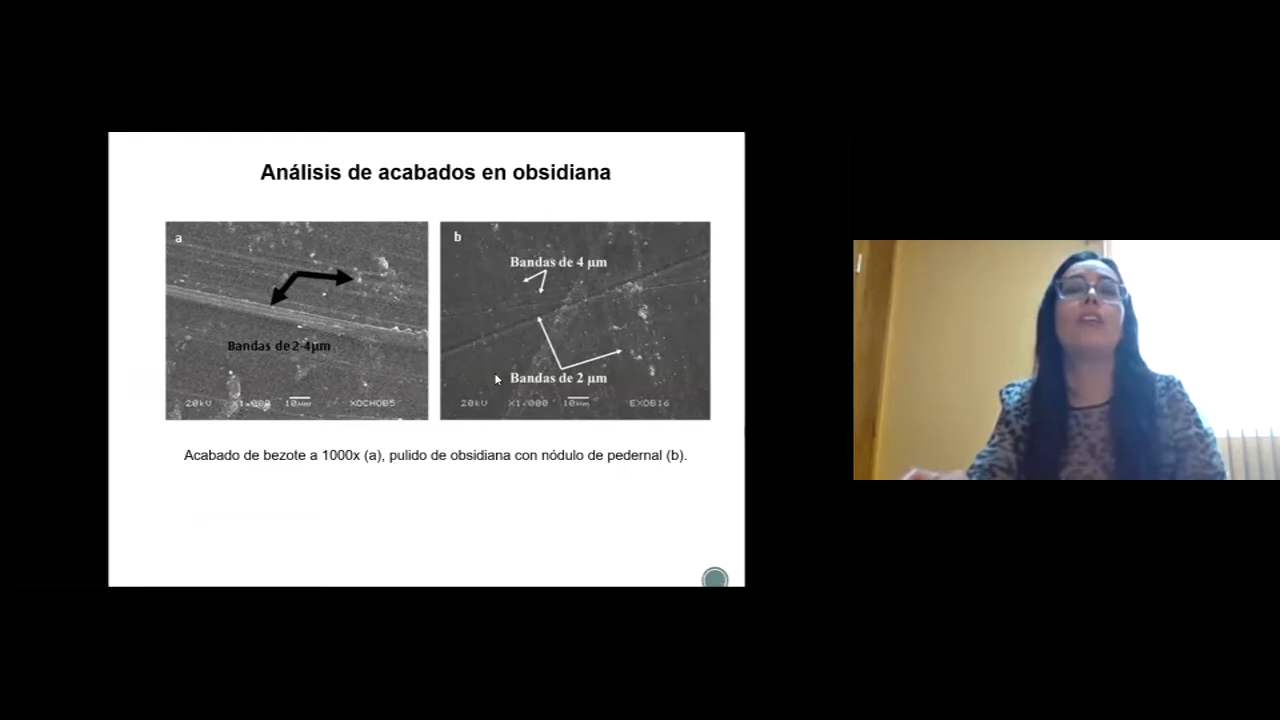 Análisis de acabados en obsidiana
a
Bandas de 2-4µm
20kV X1,000 10µm XOCHOB5
b
Bandas de 4 µm
Bandas de 2 µm
20kV X1,000 10µm EXOB16
Acabado de bezote a 1000x (a), pulido de obsidiana con nódulo de pedernal (b).